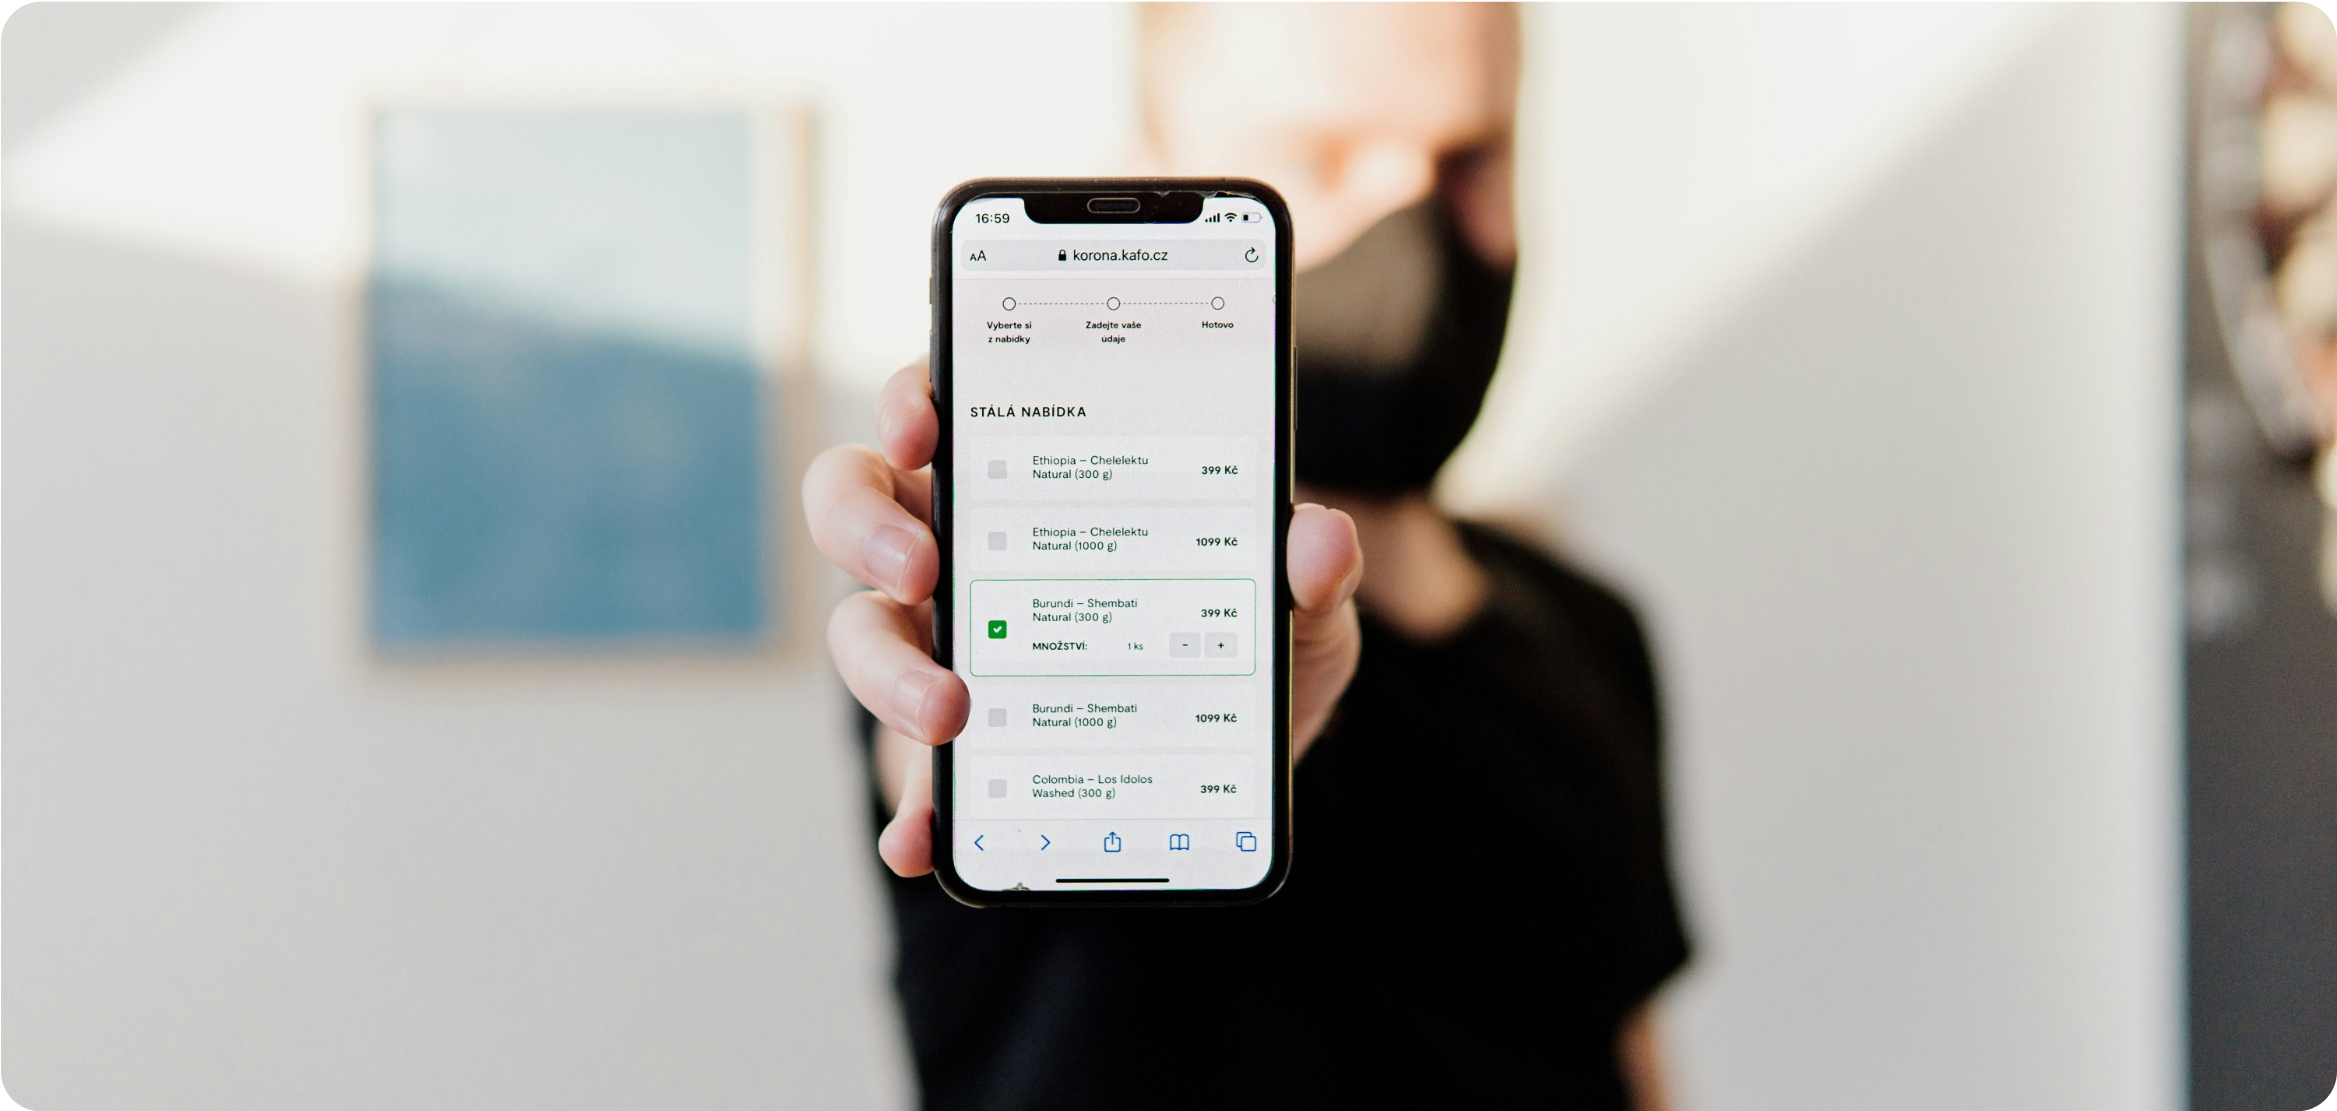 16:59
AA korona.kafo.cz
Vyberte si
z nabídky
Zadejte vaše
údaje
Hotovo
STÁLÁ NABÍDKA
Ethiopia – Chelelektu
Natural (300 g)
399 Kč
Ethiopia – Chelelektu
Natural (1000 g)
1099 Kč
Burundi – Shembati
Natural (300 g)
399 Kč
MNOŽSTVÍ: 1 ks - +
Burundi – Shembati
Natural (1000 g)
1099 Kč
Colombia – Los Idolos
Washed (300 g)
399 Kč